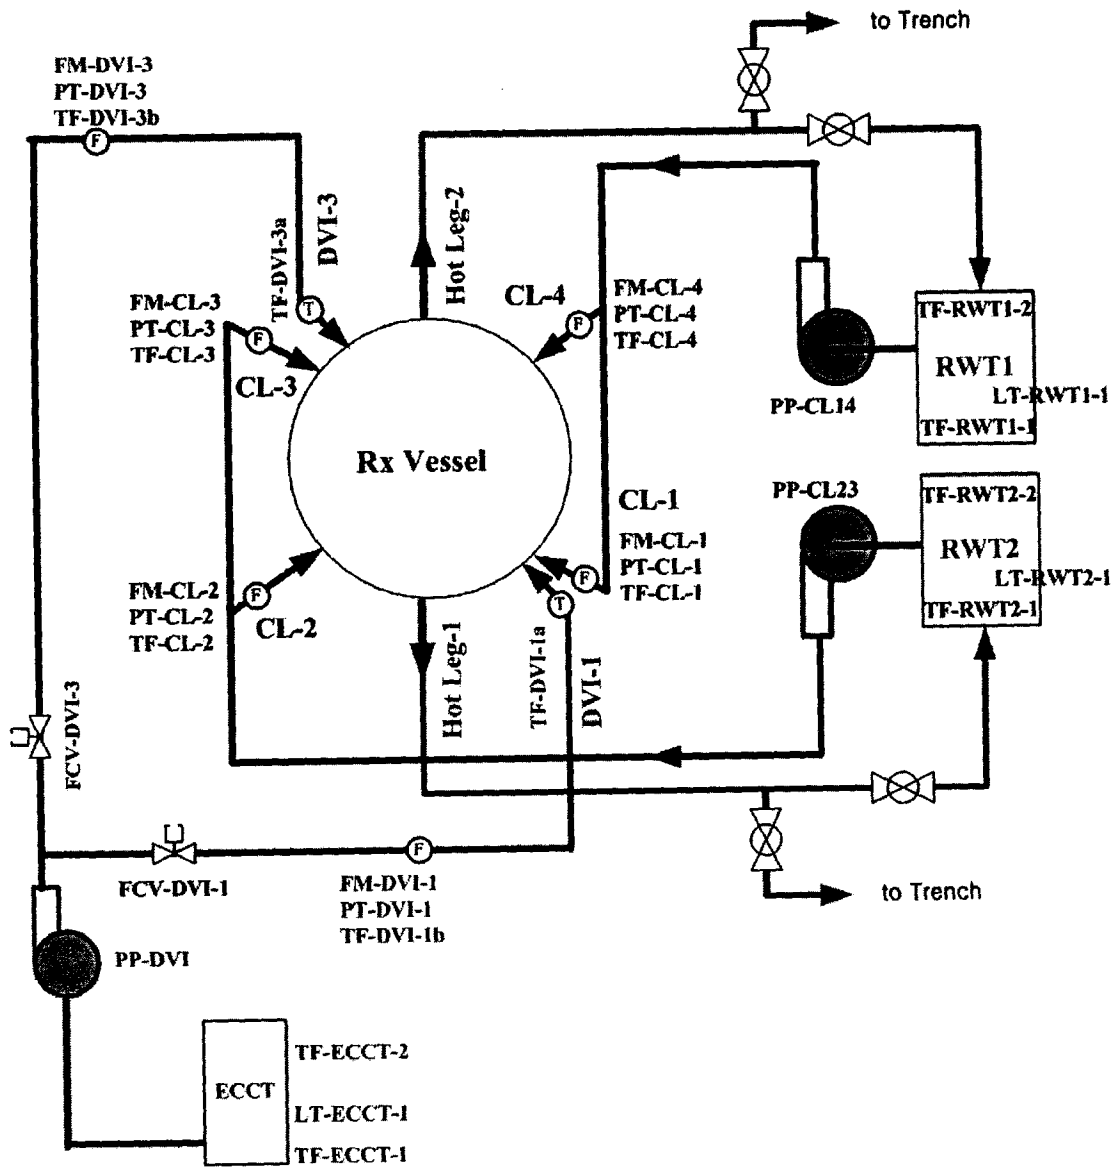 to Trench
FM-DVI-3
PT-DVI-3
TF-DVI-3b
F
TF-DVI-3a
DVI-3
Hot Leg-2
T
FM-CL-3
PT-CL-3
TF-CL-3
F
CL-3
CL-4
F
FM-CL-4
PT-CL-4
TF-CL-4
PP-CL14
TF-RWT1-2
RWT1
LT-RWT1-1
TF-RWT1-1
Rx Vessel
PP-CL23
TF-RWT2-2
RWT2
LT-RWT2-1
TF-RWT2-1
CL-1
FM-CL-1
PT-CL-1
TF-CL-1
F
T
FM-CL-2
PT-CL-2
TF-CL-2
F
CL-2
Hot Leg-1
TF-DVI-1a
DVI-1
FCV-DVI-3
FCV-DVI-1
F
FM-DVI-1
PT-DVI-1
TF-DVI-1b
to Trench
PP-DVI
ECCT
TF-ECCT-2
LT-ECCT-1
TF-ECCT-1